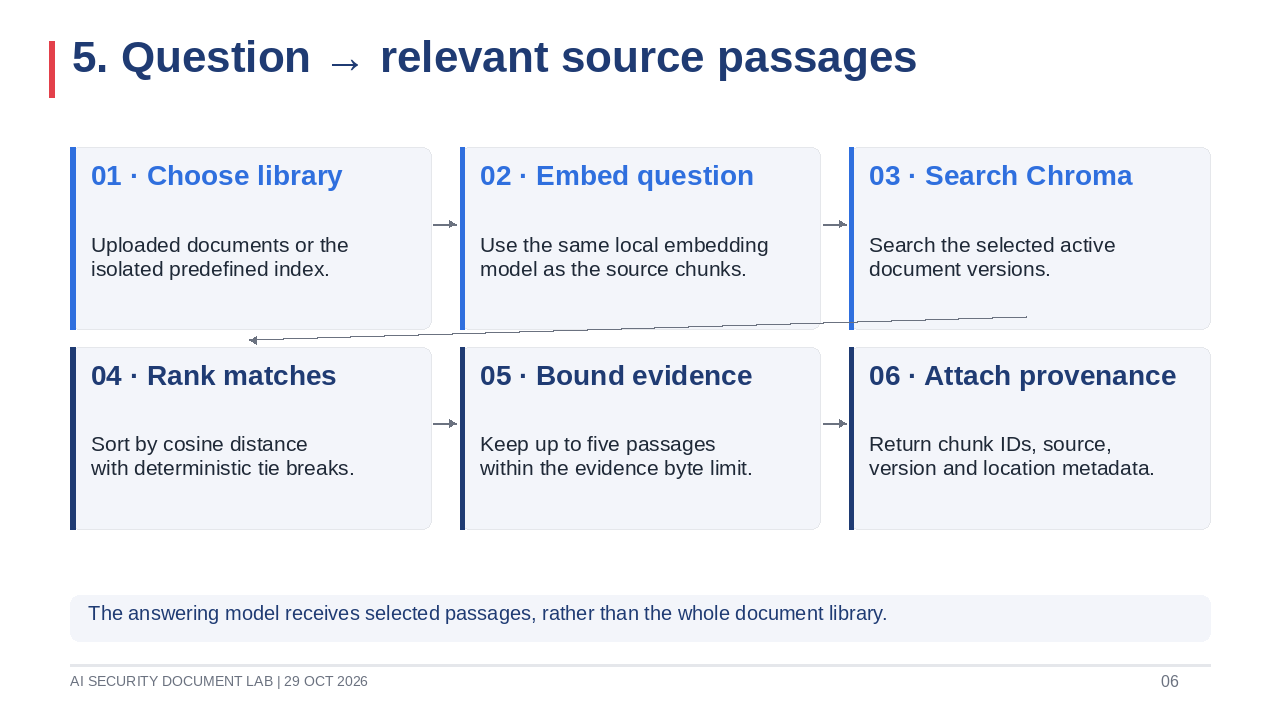 5. Question → relevant source passages
01 · Choose library
Uploaded documents or the
isolated predefined index.
02 · Embed question
Use the same local embedding
model as the source chunks.
03 · Search Chroma
Search the selected active
document versions.
04 · Rank matches
Sort by cosine distance
with deterministic tie breaks.
05 · Bound evidence
Keep up to five passages
within the evidence byte limit.
06 · Attach provenance
Return chunk IDs, source,
version and location metadata.
The answering model receives selected passages, rather than the whole document library.
AI SECURITY DOCUMENT LAB | 29 OCT 2026
06